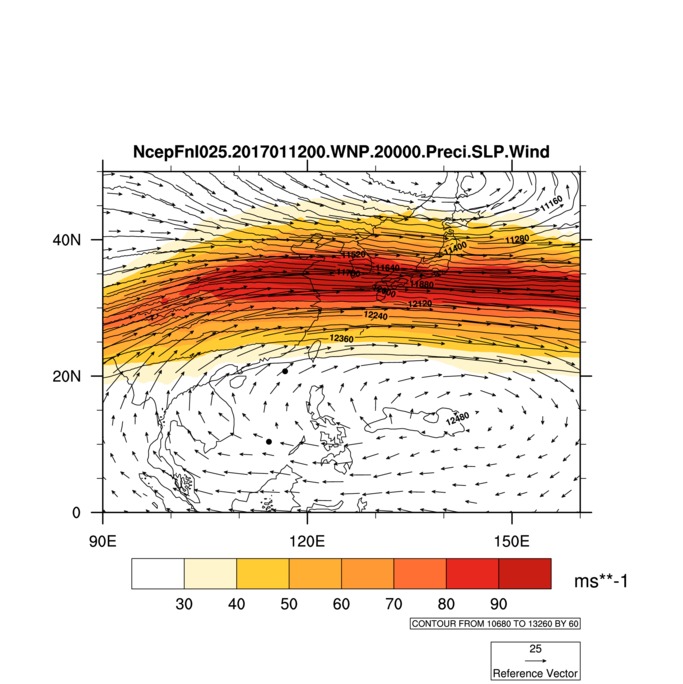 NcepFnl025.2017011200.WNP.20000.Preci.SLP.Wind
11160
11280
11400
11520
11640
11760
11880
12120
12240
12360
12480
40N
20N
0
90E 120E 150E
30 40 50 60 70 80 90
ms**-1
CONTOUR FROM 10680 TO 13260 BY 60
25
Reference Vector